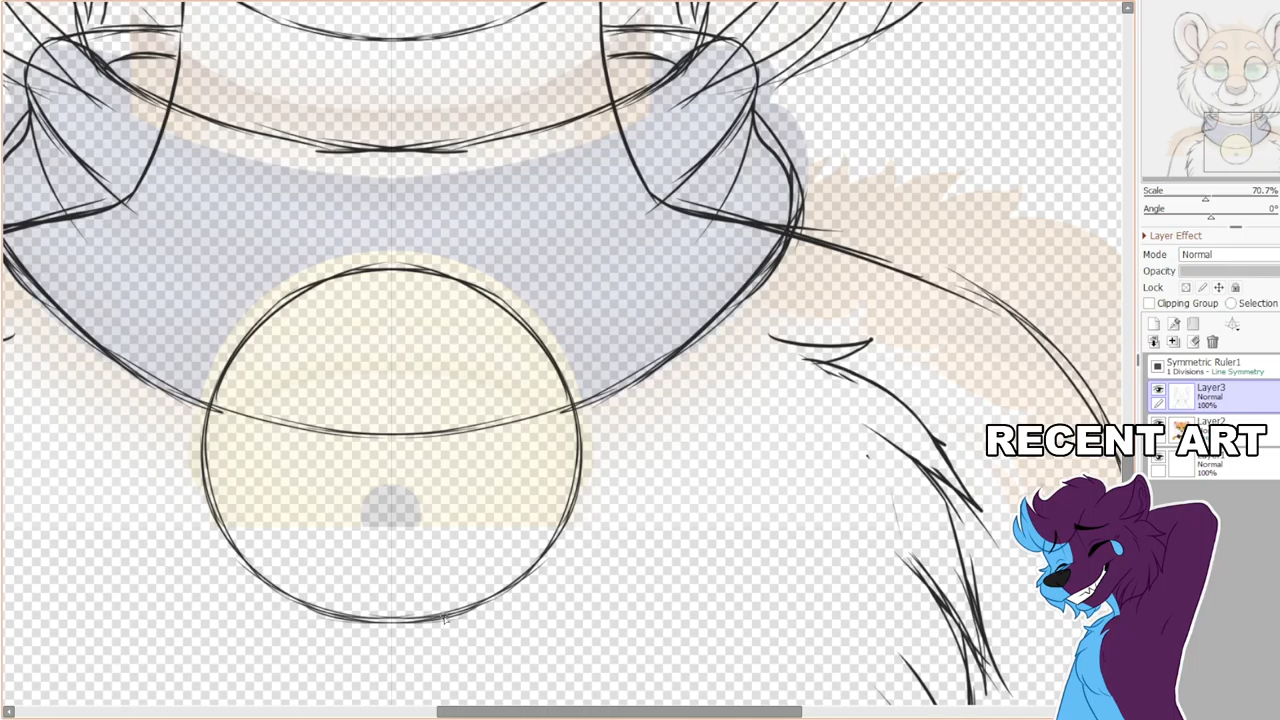 Scale
70.7%
Angle
0°
Layer Effect
Mode
Normal
Opacity
Lock
Clipping Group
Selection
Symmetric Ruler1
1 Divisions - Line Symmetry
Layer3
Normal
100%
Layer2
RECENT ART
Normal
100%